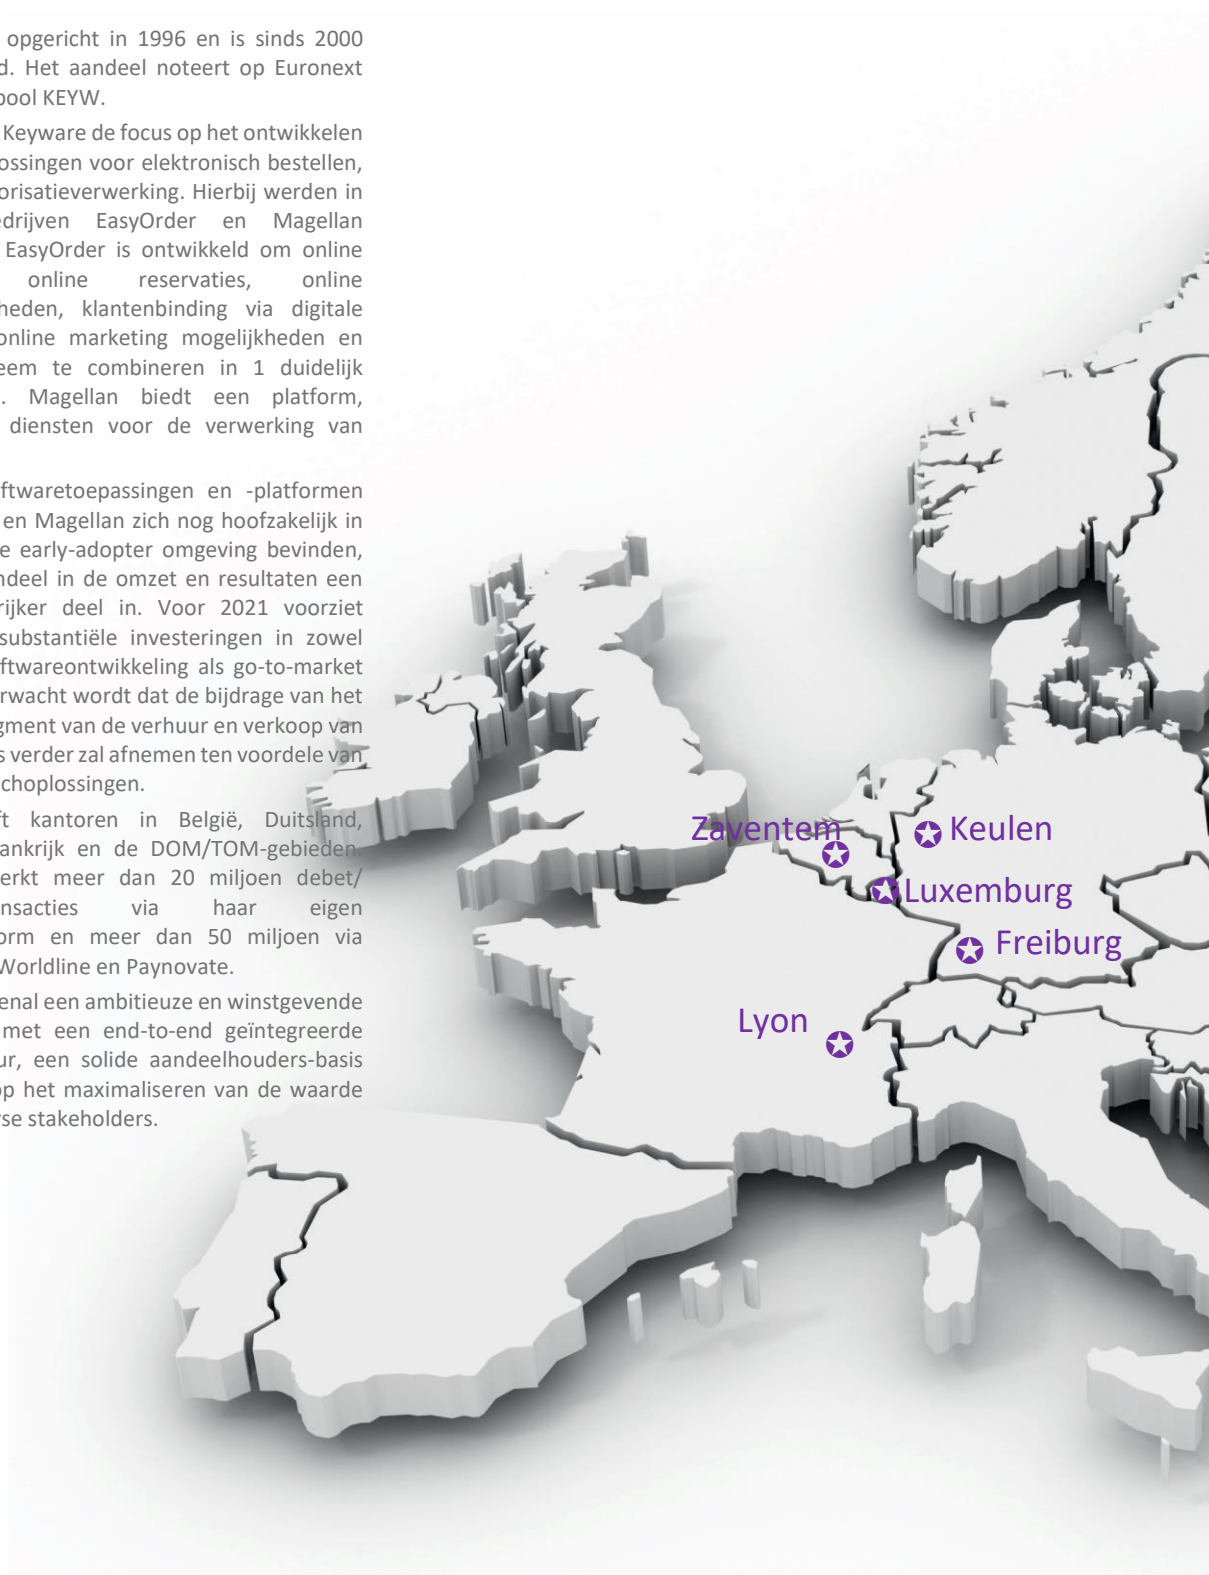 opgericht in 1996 en is sinds 2000
d. Het aandeel noteert op Euronext
bool KEYW.
Keyware de focus op het ontwikkelen
lossingen voor elektronisch bestellen,
orisatieverwerking. Hierbij werden in
edrijven EasyOrder en Magellan
EasyOrder is ontwikkeld om online
online reservaties, online
heden, klantenbinding via digitale
online marketing mogelijkheden en
eem te combineren in 1 duidelijk
. Magellan biedt een platform,
diensten voor de verwerking van
ftwaretoepassingen en -platformen
en Magellan zich nog hoofzakelijk in
e early-adopter omgeving bevinden,
ndeel in de omzet en resultaten een
rijker deel in. Voor 2021 voorziet
substantiële investeringen in zowel
ftwareontwikkeling als go-to-market
erwacht wordt dat de bijdrage van het
gment van de verhuur en verkoop van
s verder zal afnemen ten voordele van
choplossingen.
ft kantoren in België, Duitsland,
ankrijk en de DOM/TOM-gebieden.
erkt meer dan 20 miljoen debet/
nsacties via haar eigen
orm en meer dan 50 miljoen via
Worldline en Paynovate.
enal een ambitieuze en winstgevende
met een end-to-end geïntegreerde
ur, een solide aandeelhouders-basis
op het maximaliseren van de waarde
rse stakeholders.
Zaventem
Keulen
Luxemburg
Freiburg
Lyon